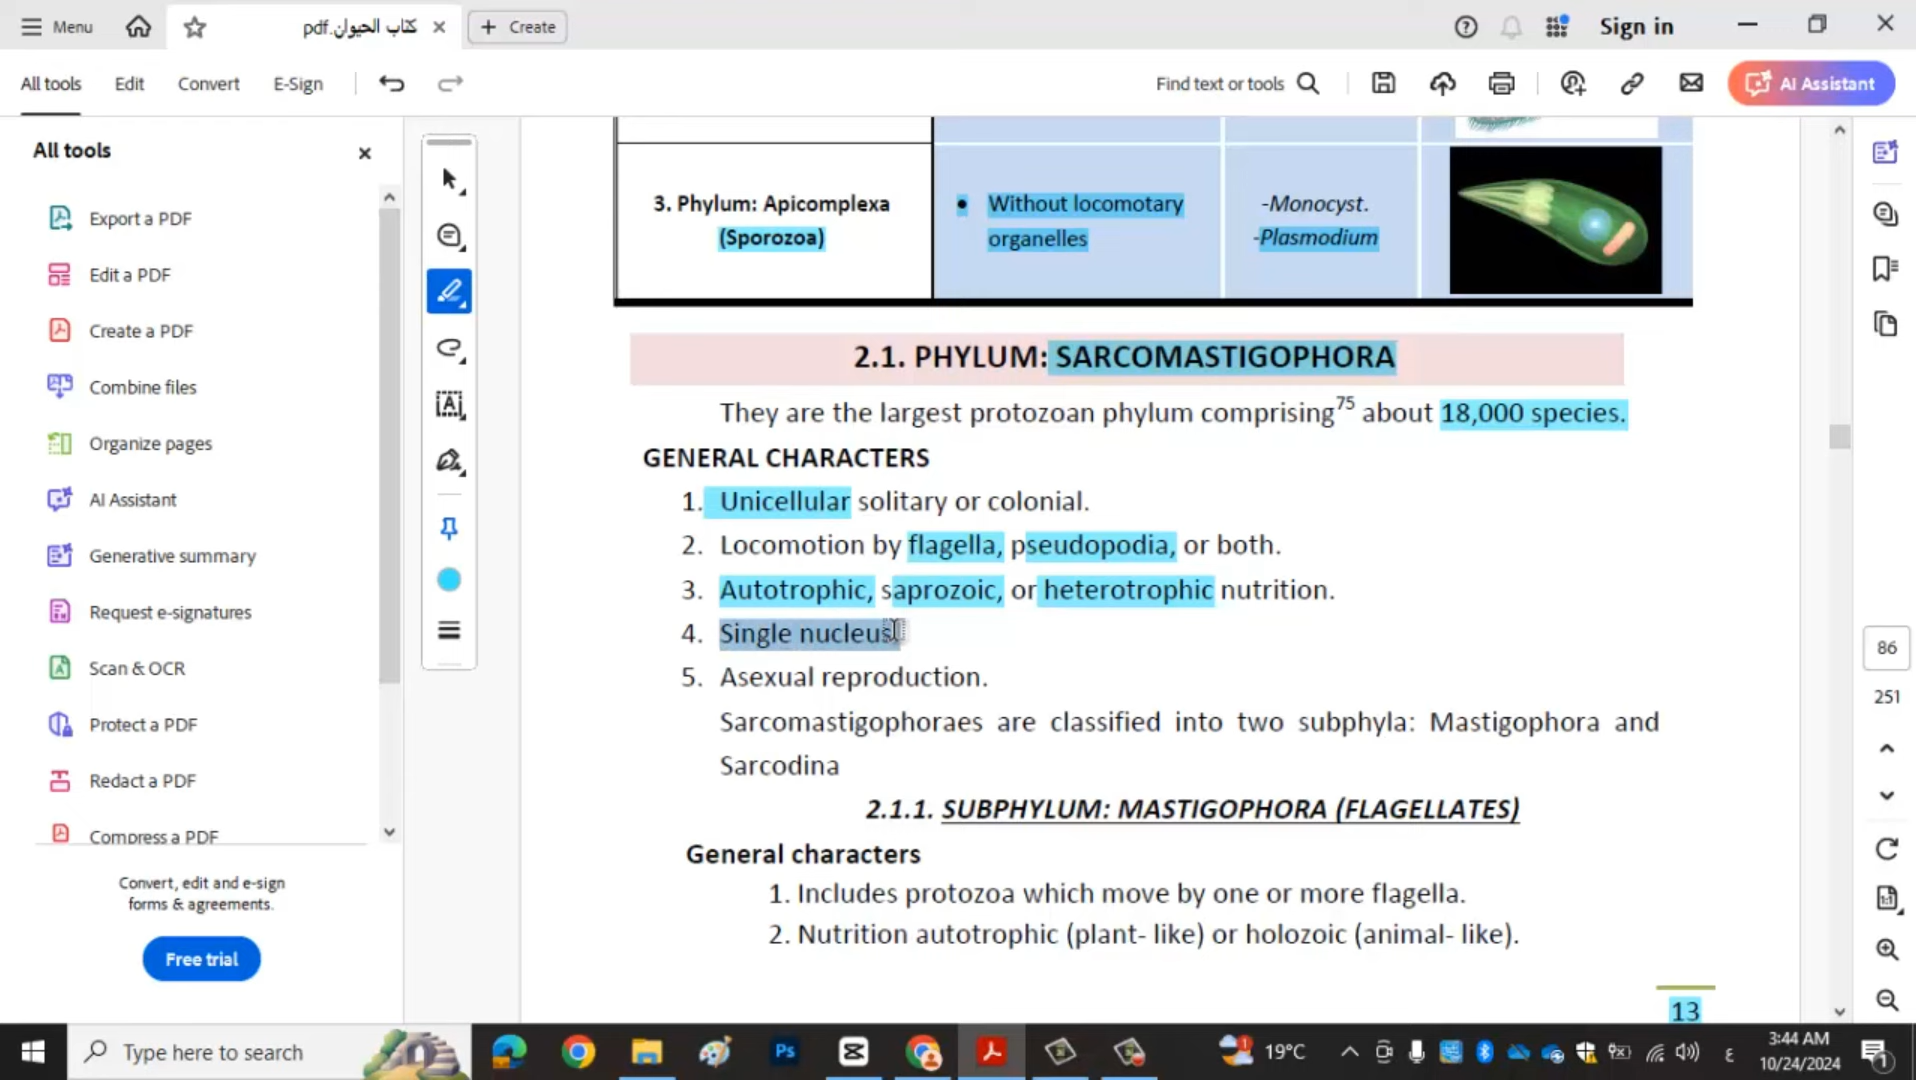 Menu
كتاب الحيوان.pdf
Create
Sign in
All tools
Edit
Convert
E-Sign
Find text or tools
AI Assistant
All tools
Export a PDF
Edit a PDF
Create a PDF
Combine files
Organize pages
AI Assistant
Generative summary
Request e-signatures
Scan & OCR
Protect a PDF
Redact a PDF
Compress a PDF
Convert, edit and e-sign
forms & agreements.
Free trial
3. Phylum: Apicomplexa
(Sporozoa)
• Without locomotary
organelles
-Monocyst.
-Plasmodium
2.1. PHYLUM: SARCOMASTIGOPHORA
They are the largest protozoan phylum comprising75 about 18,000 species.
GENERAL CHARACTERS
1. Unicellular solitary or colonial.
2. Locomotion by flagella, pseudopodia, or both.
3. Autotrophic, saprozoic, or heterotrophic nutrition.
4. Single nucleus
5. Asexual reproduction.
Sarcomastigophoraes are classified into two subphyla: Mastigophora and
Sarcodina
2.1.1. SUBPHYLUM: MASTIGOPHORA (FLAGELLATES)
General characters
1. Includes protozoa which move by one or more flagella.
2. Nutrition autotrophic (plant- like) or holozoic (animal- like).
13
86
251
1:1
Type here to search
Ps
19°C
ع
3:44 AM
10/24/2024
1